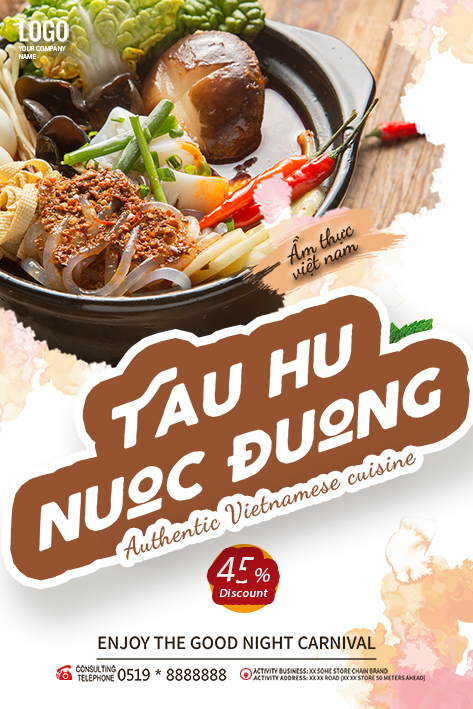 LOGO
YOUR COMPANY
NAME
Ẩm thực
việt nam
TAU HU
NUOC ĐUONG
Authentic Vietnamese cuisine
45 %
Discount
ENJOY THE GOOD NIGHT CARNIVAL
CONSULTING
TELEPHONE 0519 * 8888888
ACTIVITY BUSINESS: XX SOME STORE CHAIN BRAND
ACTIVITY ADDRESS: XX XX ROAD (XX XX STORE 50 METERS AHEAD)